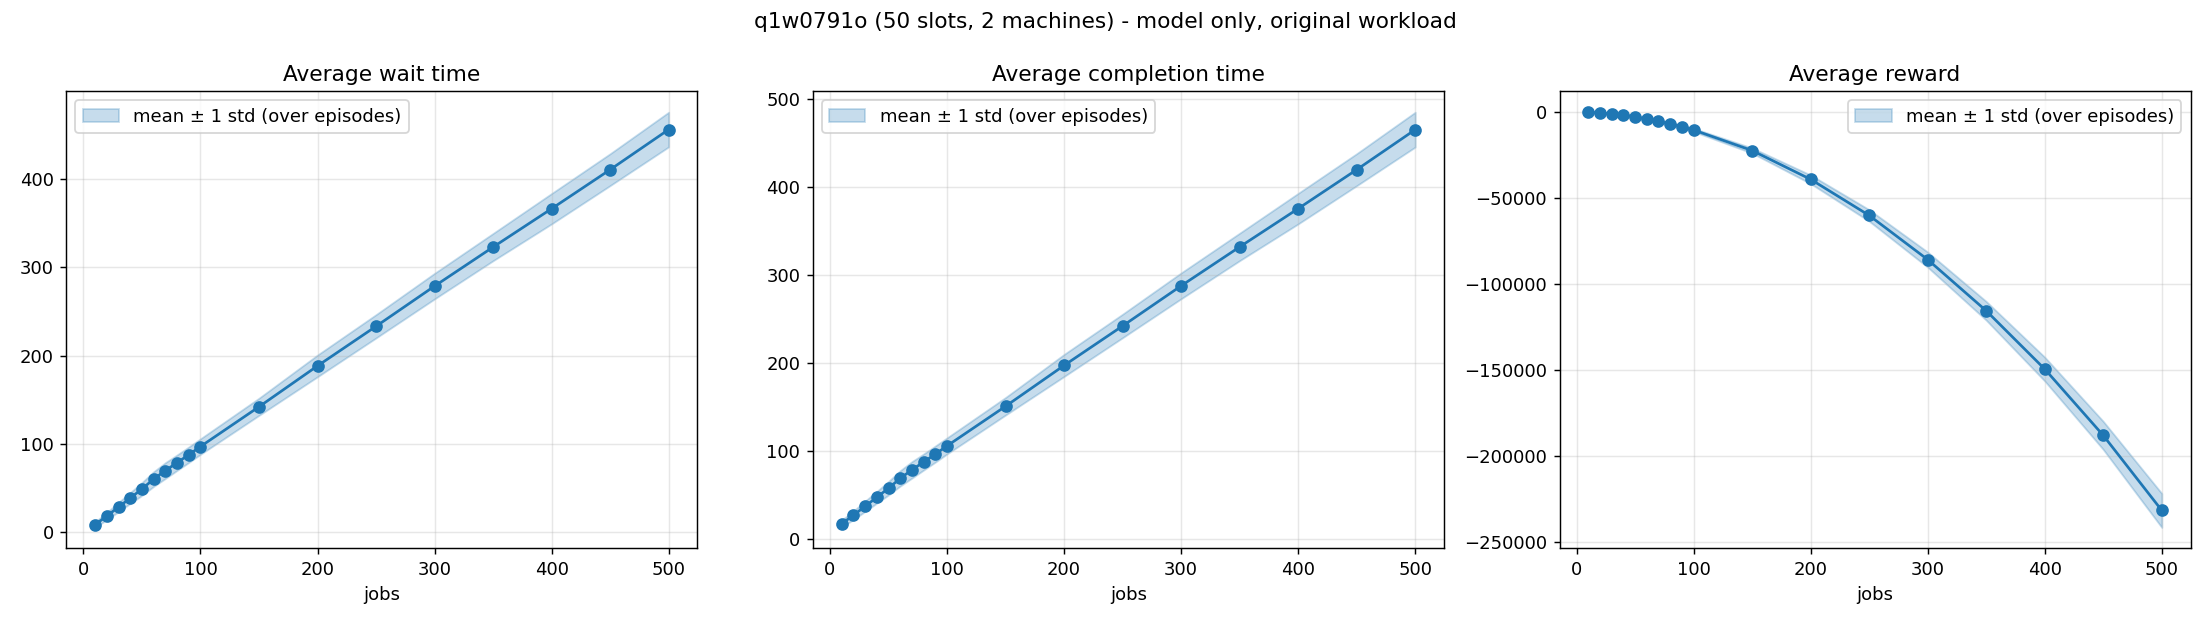 q1w0791o (50 slots, 2 machines) - model only, original workload
Average wait time
mean ± 1 std (over episodes)
400
300
200
100
0
0 100 200 300 400 500
jobs
Average completion time
mean ± 1 std (over episodes)
500
400
300
200
100
0
0 100 200 300 400 500
jobs
Average reward
mean ± 1 std (over episodes)
0
−50000
−100000
−150000
−200000
−250000
0 100 200 300 400 500
jobs